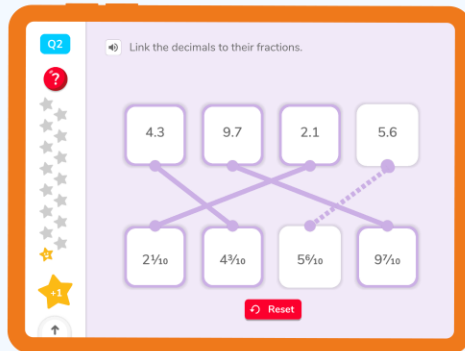 Q2
Link the decimals to their fractions.
?
4.3 9.7 2.1 5.6
2⅒ 4³⁄₁₀ 5⁶⁄₁₀ 9⁷⁄₁₀
+1
Reset